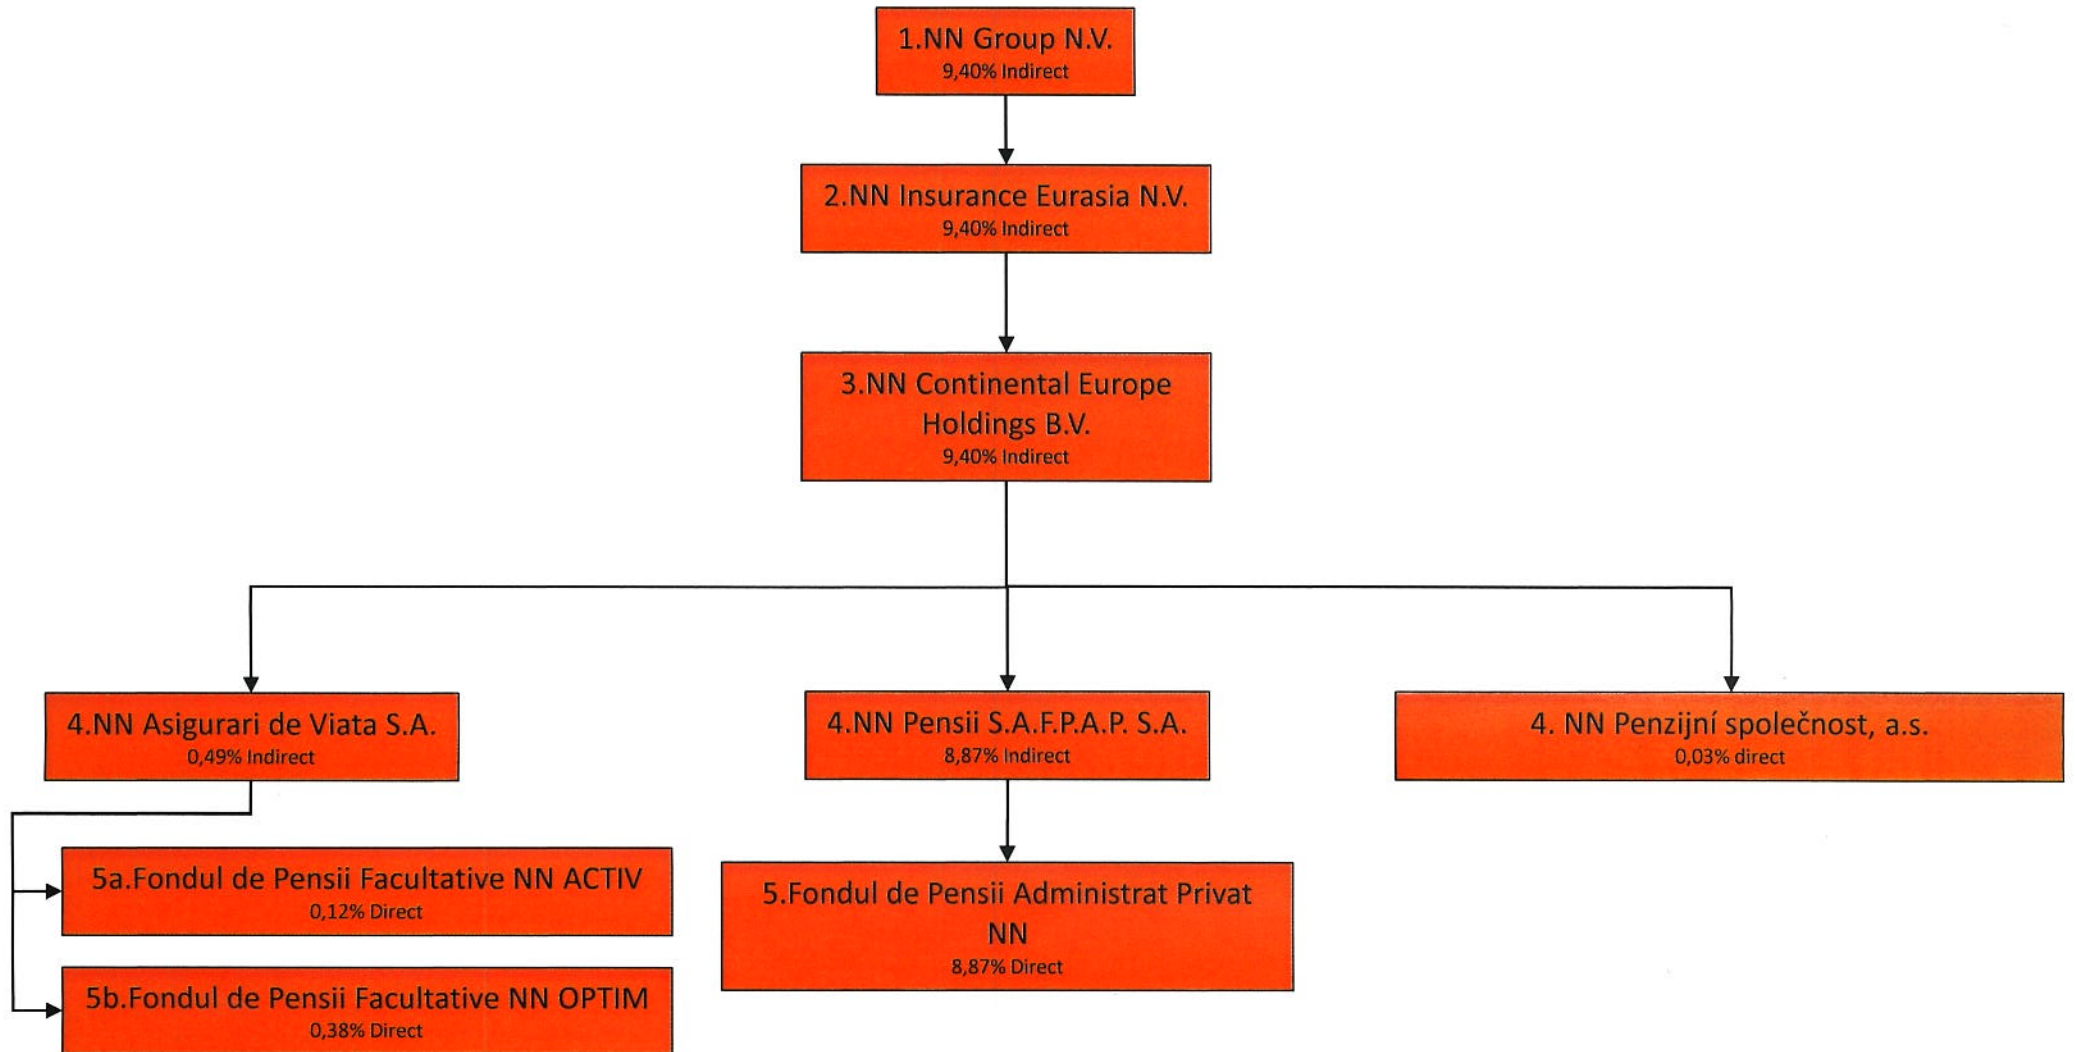 1.NN Group N.V.
9,40% Indirect
2.NN Insurance Eurasia N.V.
9,40% Indirect
3.NN Continental Europe
Holdings B.V.
9,40% Indirect
4.NN Asigurari de Viata S.A.
0,49% Indirect
4.NN Pensii S.A.F.P.A.P. S.A.
8,87% Indirect
4. NN Penzijní společnost, a.s.
0,03% direct
5a.Fondul de Pensii Facultative NN ACTIV
0,12% Direct
5b.Fondul de Pensii Facultative NN OPTIM
0,38% Direct
5.Fondul de Pensii Administrat Privat
NN
8,87% Direct